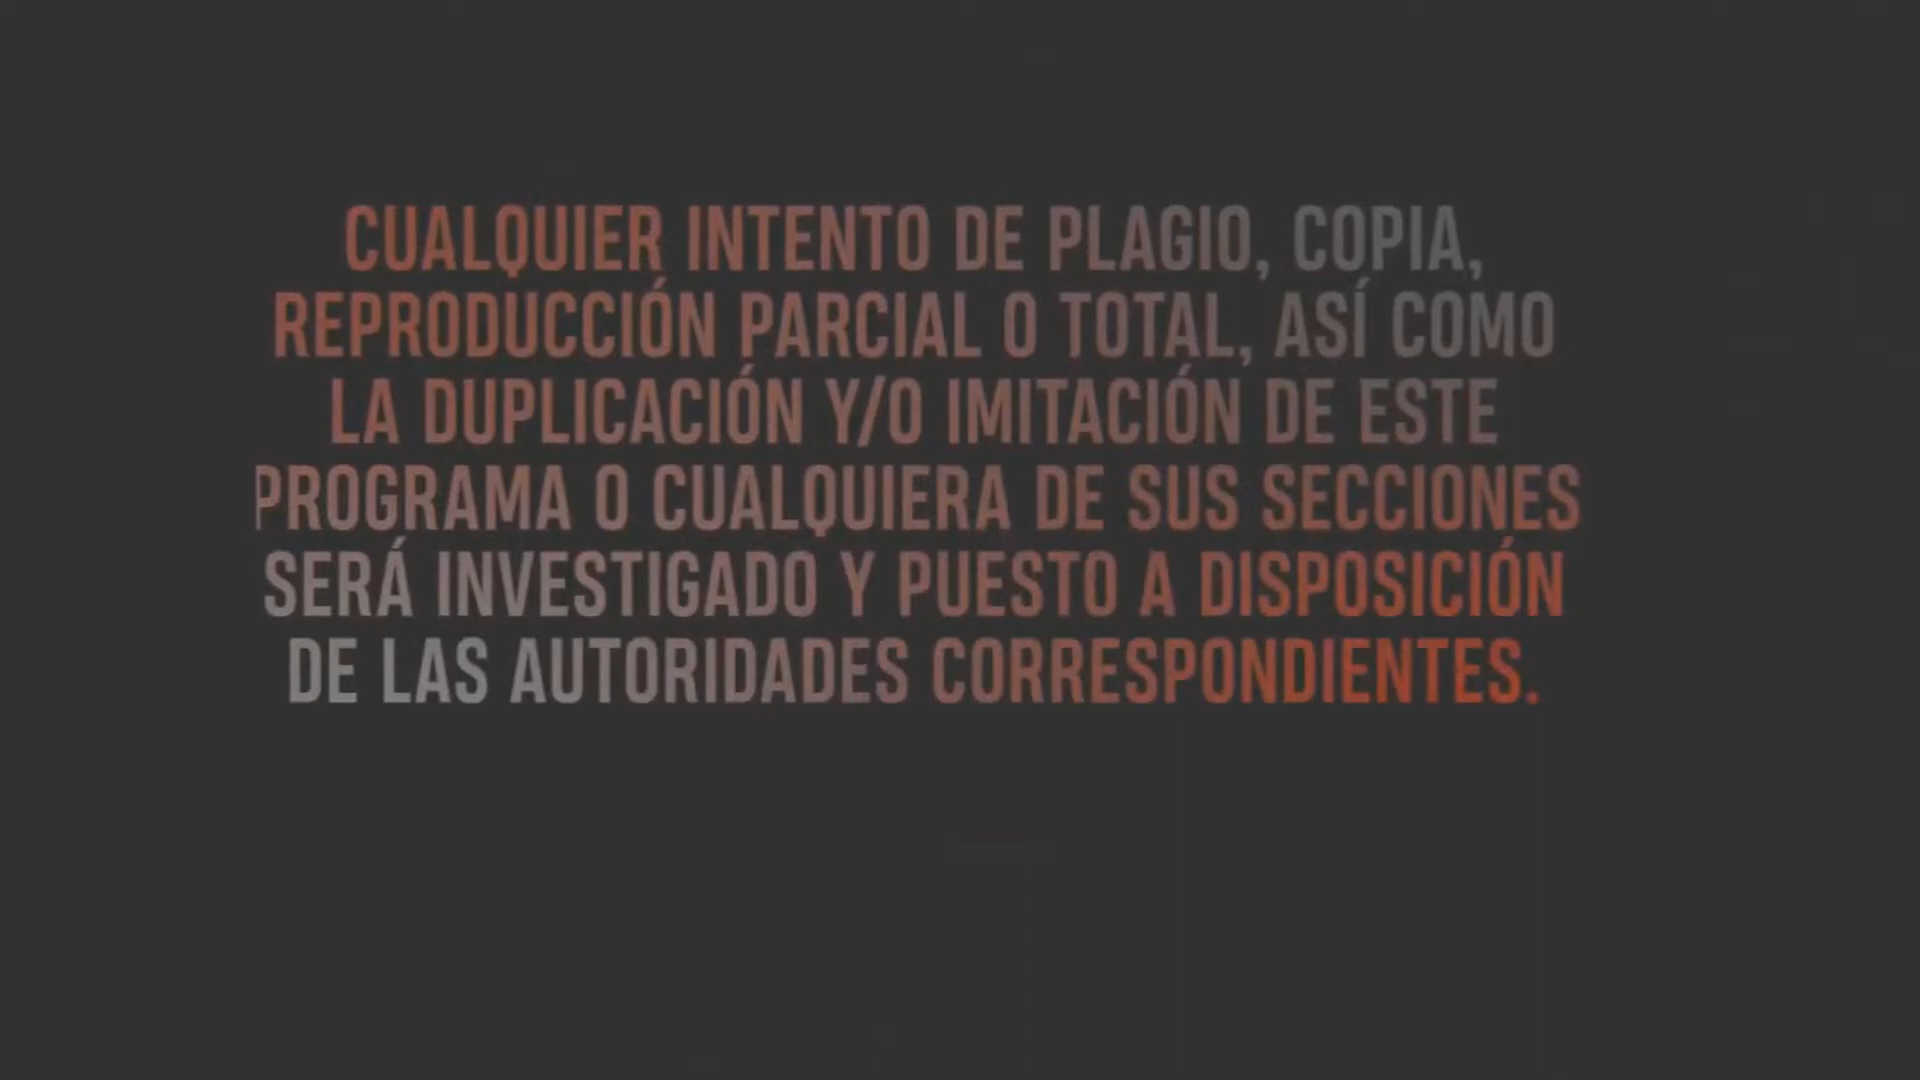 CUALQUIER INTENTO DE PLAGIO, COPIA,
REPRODUCCIÓN PARCIAL O TOTAL, ASÍ COMO
LA DUPLICACIÓN Y/O IMITACIÓN DE ESTE
PROGRAMA O CUALQUIERA DE SUS SECCIONES
SERÁ INVESTIGADO Y PUESTO A DISPOSICIÓN
DE LAS AUTORIDADES CORRESPONDIENTES.